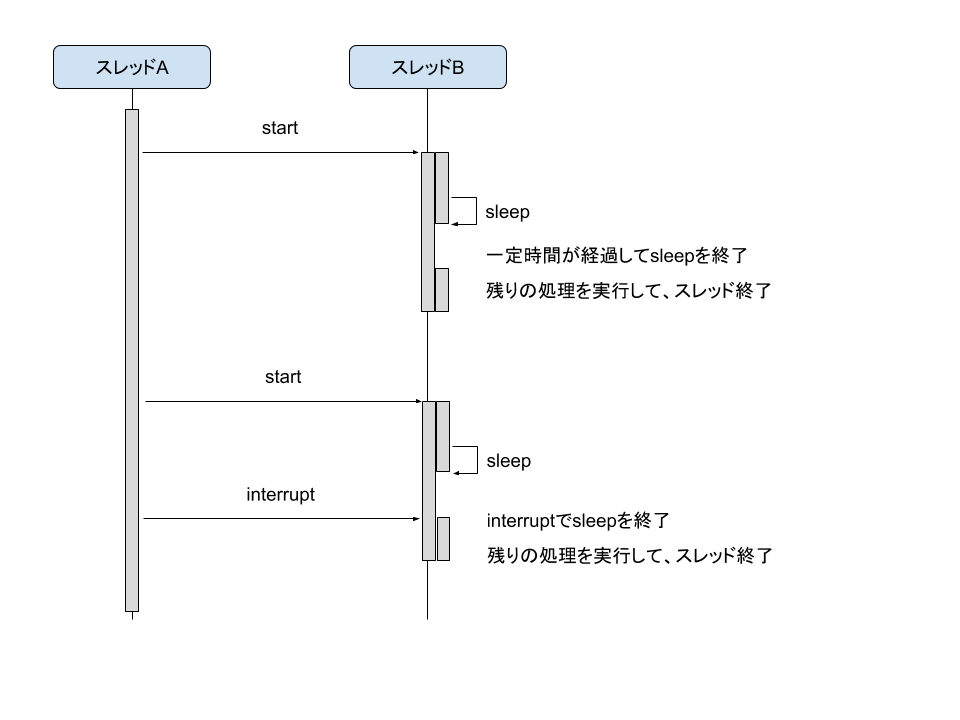 スレッドA
スレッドB
start
sleep
一定時間が経過してsleepを終了
残りの処理を実行して、スレッド終了
start
sleep
interrupt
interruptでsleepを終了
残りの処理を実行して、スレッド終了